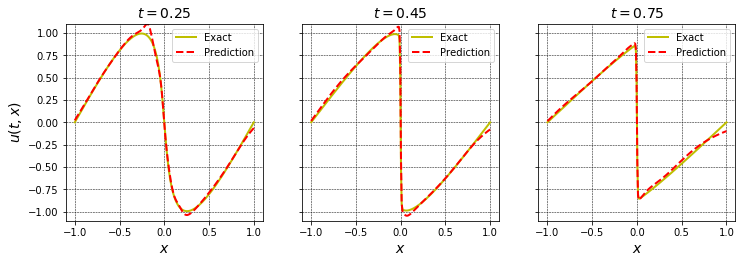 t = 0.25
Exact
Prediction
1.00
0.75
0.50
0.25
0.00
−0.25
−0.50
−0.75
−1.00
u(t, x)
−1.0
−0.5
0.0
0.5
1.0
x
t = 0.45
Exact
Prediction
−1.0
−0.5
0.0
0.5
1.0
x
t = 0.75
Exact
Prediction
−1.0
−0.5
0.0
0.5
1.0
x